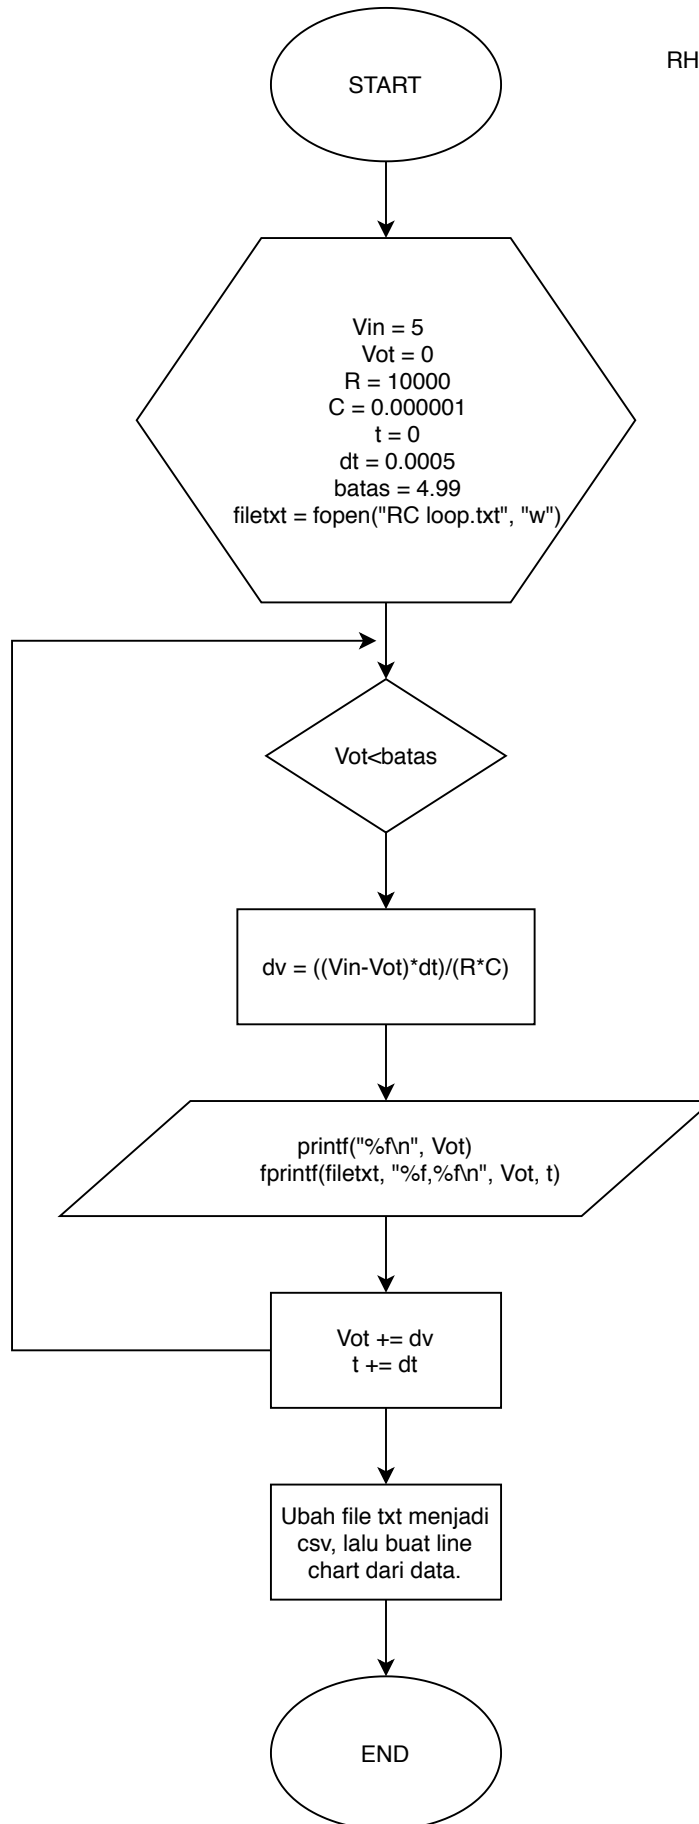 START
RH
Vin = 5
Vot = 0
R = 10000
C = 0.000001
t = 0
dt = 0.0005
batas = 4.99
filetxt = fopen("RC loop.txt", "w")
Vot<batas
dv = ((Vin-Vot)*dt)/(R*C)
printf("%f\n", Vot)
fprintf(filetxt, "%f,%f\n", Vot, t)
Vot += dv
t += dt
Ubah file txt menjadi
csv, lalu buat line
chart dari data.
END